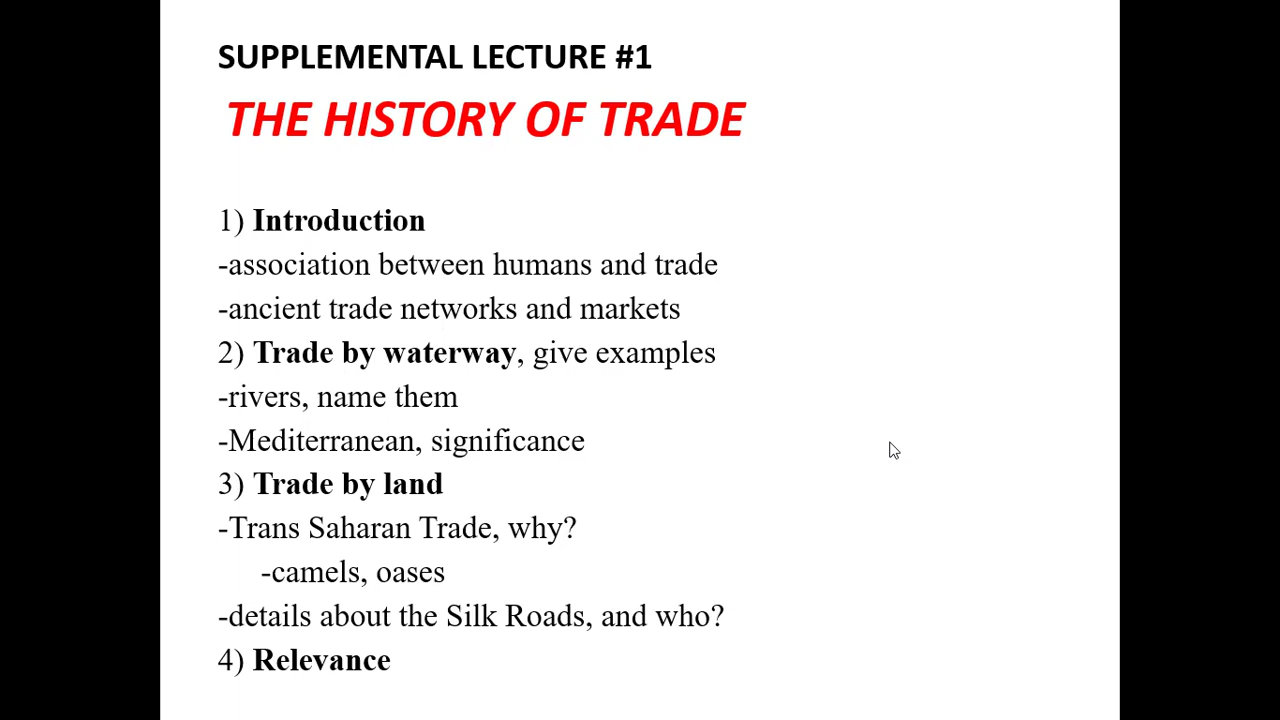 SUPPLEMENTAL LECTURE #1
THE HISTORY OF TRADE
1) Introduction
-association between humans and trade
-ancient trade networks and markets
2) Trade by waterway, give examples
-rivers, name them
-Mediterranean, significance
3) Trade by land
-Trans Saharan Trade, why?
-camels, oases
-details about the Silk Roads, and who?
4) Relevance